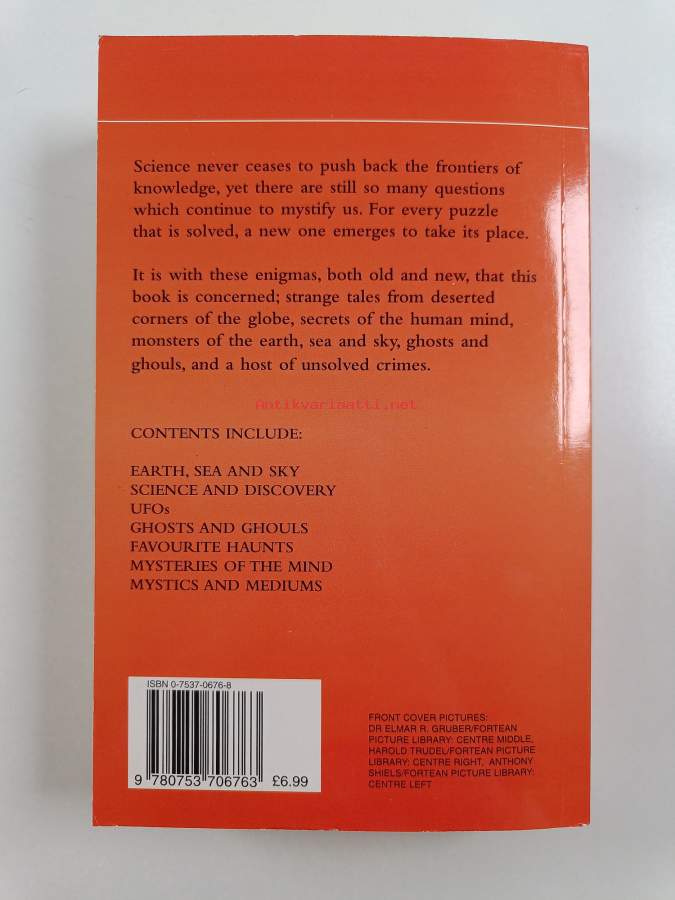 Science never ceases to push back the frontiers of
knowledge, yet there are still so many questions
which continue to mystify us. For every puzzle
that is solved, a new one emerges to take its place.
It is with these enigmas, both old and new, that this
book is concerned; strange tales from deserted
corners of the globe, secrets of the human mind,
monsters of the earth, sea and sky, ghosts and
ghouls, and a host of unsolved crimes.
Antikvariaatti.net
CONTENTS INCLUDE:
EARTH, SEA AND SKY
SCIENCE AND DISCOVERY
UFOs
GHOSTS AND GHOULS
FAVOURITE HAUNTS
MYSTERIES OF THE MIND
MYSTICS AND MEDIUMS
ISBN 0-7537-0676-8
9 780753 706763
£6.99
FRONT COVER PICTURES:
DR ELMAR R. GRUBER/FORTEAN
PICTURE LIBRARY: CENTRE MIDDLE,
HAROLD TRUDEL/FORTEAN PICTURE
LIBRARY: CENTRE RIGHT, ANTHONY
SHIELS/FORTEAN PICTURE LIBRARY:
CENTRE LEFT